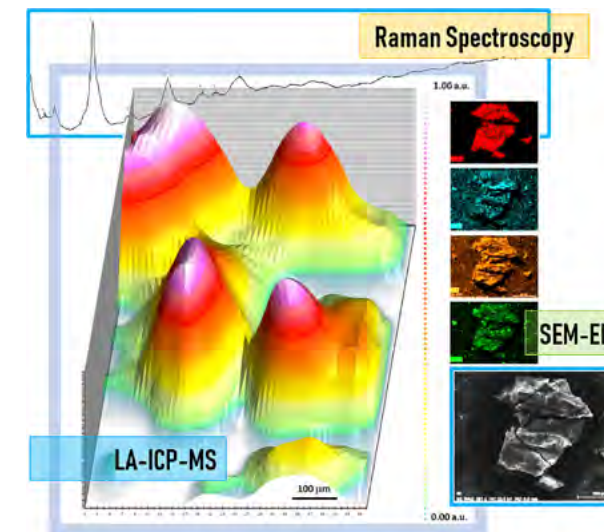 Raman Spectroscopy
1.00 a.u.
SEM-E
LA-ICP-MS
100 µm
0.00 a.u.